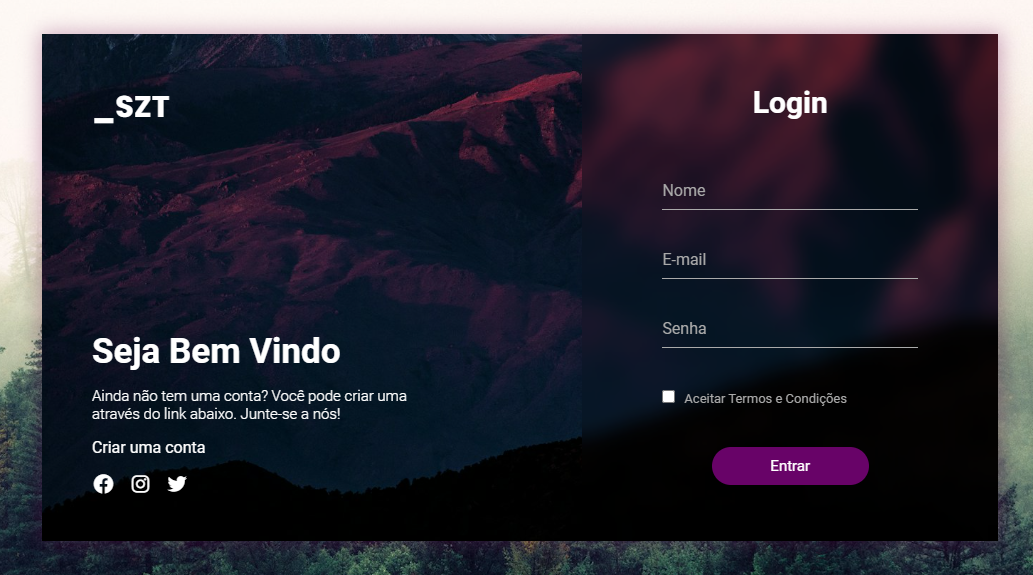 _SZT
Seja Bem Vindo
Ainda não tem uma conta? Você pode criar uma
através do link abaixo. Junte-se a nós!
Criar uma conta
Login
Nome
E-mail
Senha
Aceitar Termos e Condições
Entrar